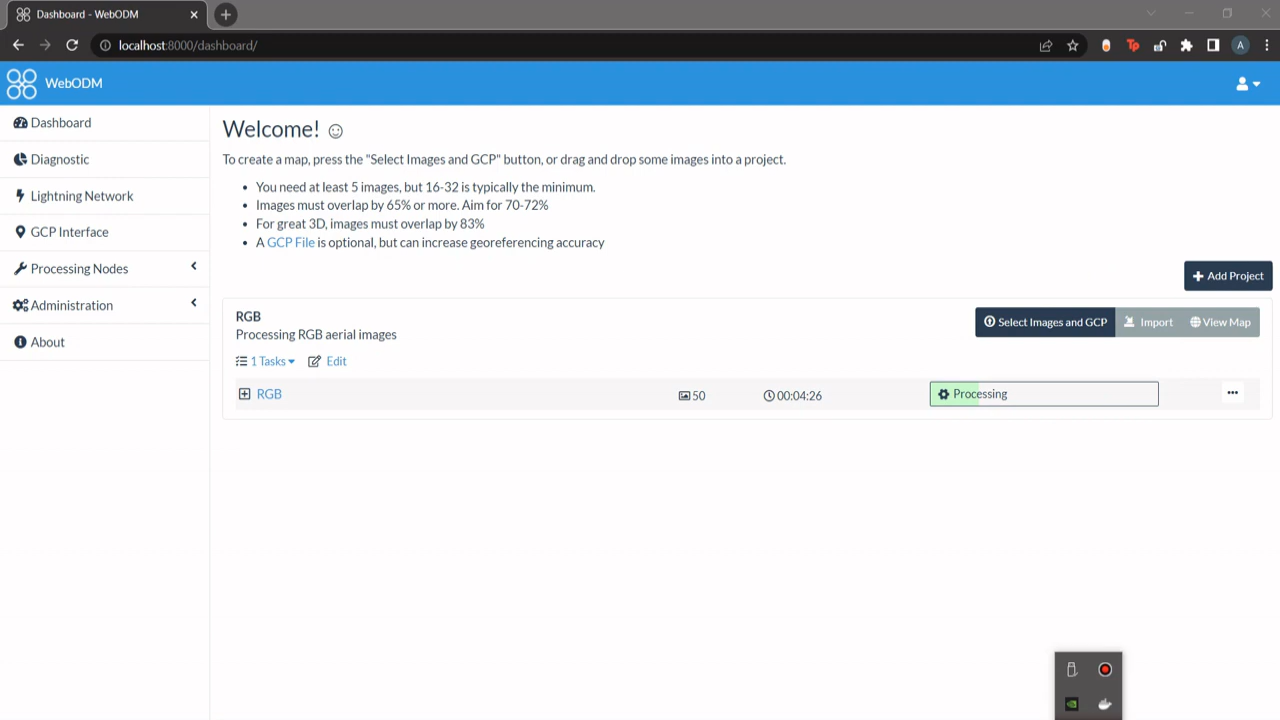 Dashboard - WebODM
localhost:8000/dashboard/
Tp
A
WebODM
Dashboard
Diagnostic
Lightning Network
GCP Interface
Processing Nodes
Administration
About
Welcome!
To create a map, press the "Select Images and GCP" button, or drag and drop some images into a project.
You need at least 5 images, but 16-32 is typically the minimum.
Images must overlap by 65% or more. Aim for 70-72%
For great 3D, images must overlap by 83%
A GCP File is optional, but can increase georeferencing accuracy
Add Project
RGB
Select Images and GCP Import View Map
Processing RGB aerial images
1 Tasks Edit
RGB 50 00:04:26 Processing